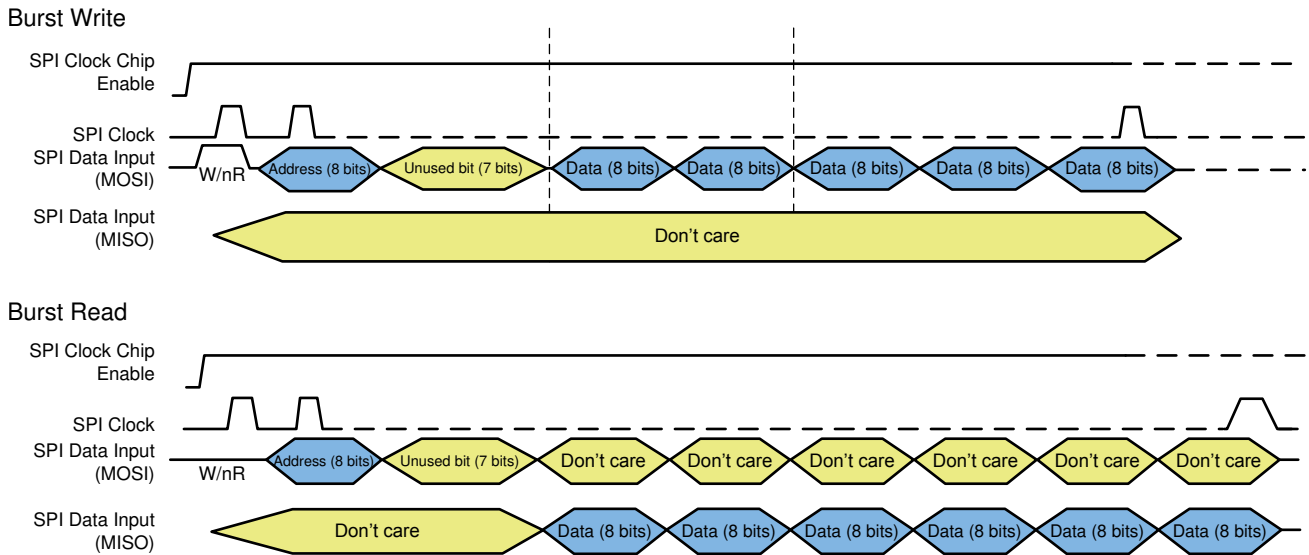 Burst Write
SPI Clock Chip
Enable
SPI Clock
SPI Data Input
(MOSI)
W/nR
Address (8 bits)
Unused bit (7 bits)
Data (8 bits)
Data (8 bits)
Data (8 bits)
Data (8 bits)
Data (8 bits)
SPI Data Input
(MISO)
Don't care
Burst Read
SPI Clock Chip
Enable
SPI Clock
SPI Data Input
(MOSI)
W/nR
Address (8 bits)
Unused bit (7 bits)
Don't care
Don't care
Don't care
Don't care
Don't care
Don't care
SPI Data Input
(MISO)
Don't care
Data (8 bits)
Data (8 bits)
Data (8 bits)
Data (8 bits)
Data (8 bits)
Data (8 bits)